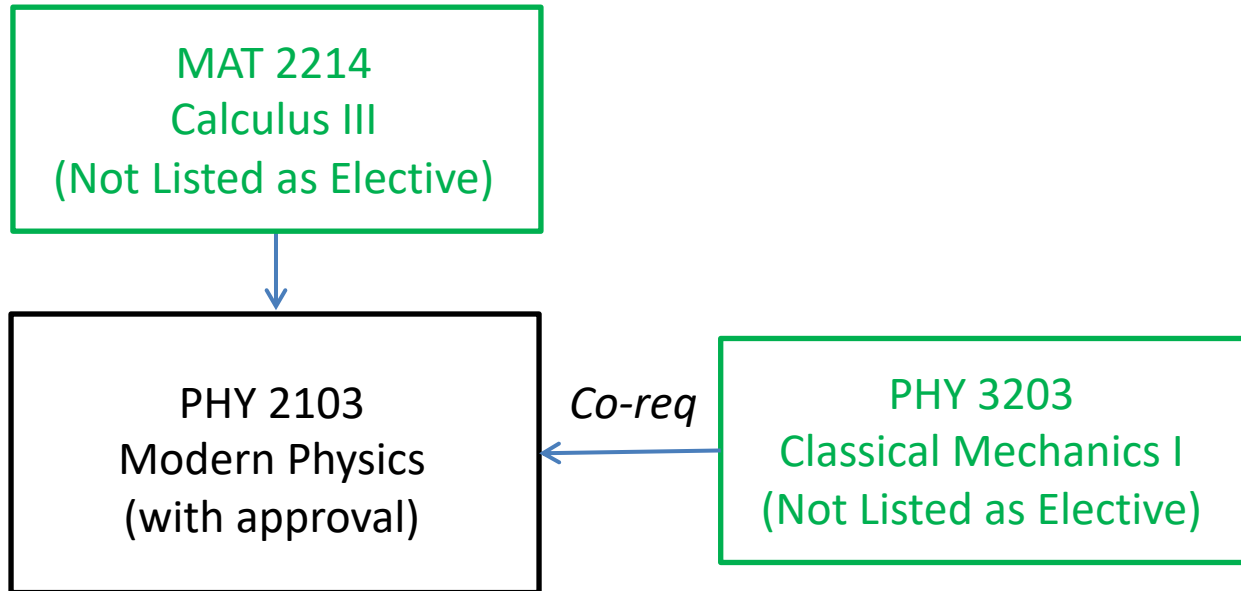 MAT 2214
Calculus III
(Not Listed as Elective)
PHY 2103
Modern Physics
(with approval)
Co-req
PHY 3203
Classical Mechanics I
(Not Listed as Elective)